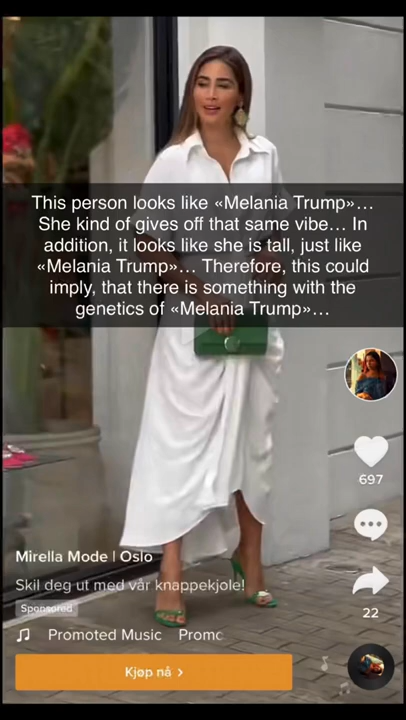 This person looks like «Melania Trump»...
She kind of gives off that same vibe... In
addition, it looks like she is tall, just like
«Melania Trump»... Therefore, this could
imply, that there is something with the
genetics of «Melania Trump»...
697
22
Mirella Mode | Oslo
Skil deg ut med vår knappekjole!
Sponsored
Promoted Music Promo
Kjøp nå >